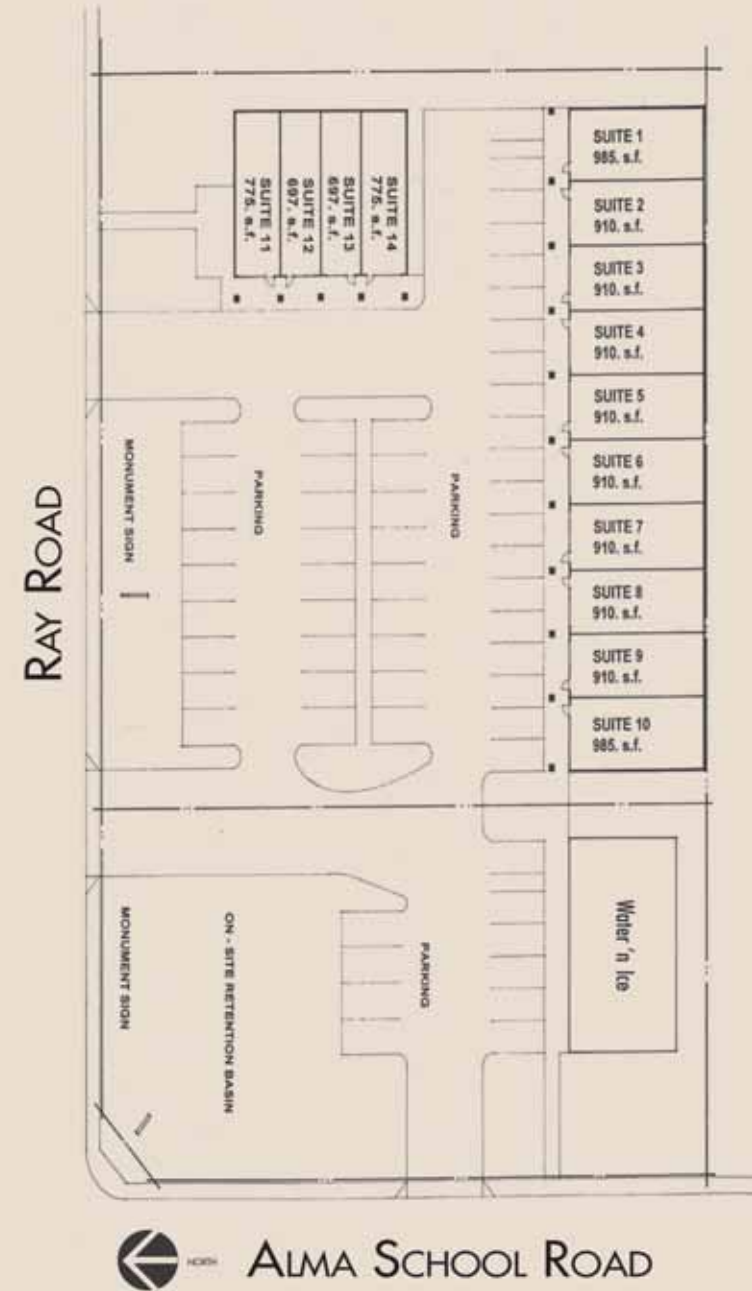 SUITE 1
985. s.f.
SUITE 2
910. s.f.
SUITE 3
910. s.f.
SUITE 4
910. s.f.
SUITE 5
910. s.f.
SUITE 6
910. s.f.
SUITE 7
910. s.f.
SUITE 8
910. s.f.
SUITE 9
910. s.f.
SUITE 10
985. s.f.
SUITE 14
775. s.f.
SUITE 13
697. s.f.
SUITE 12
697. s.f.
SUITE 11
775. s.f.
MONUMENT SIGN
PARKING
PARKING
RAY ROAD
Water 'n Ice
PARKING
ON - SITE RETENTION BASIN
MONUMENT SIGN
NORTH
ALMA SCHOOL ROAD